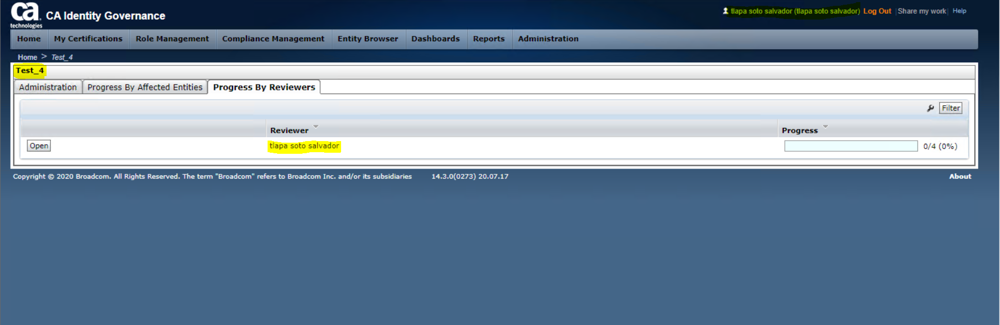 ca technologies CA Identity Governance
tlapa soto salvador (tlapa soto salvador) Log Out | Share my work | Help
Home My Certifications Role Management Compliance Management Entity Browser Dashboards Reports Administration
Home > Test_4
Test_4
Administration Progress By Affected Entities Progress By Reviewers
Filter
Reviewer Progress
Open tlapa soto salvador 0/4 (0%)
Copyright © 2020 Broadcom. All Rights Reserved. The term "Broadcom" refers to Broadcom Inc. and/or its subsidiaries 14.3.0(0273) 20.07.17 About